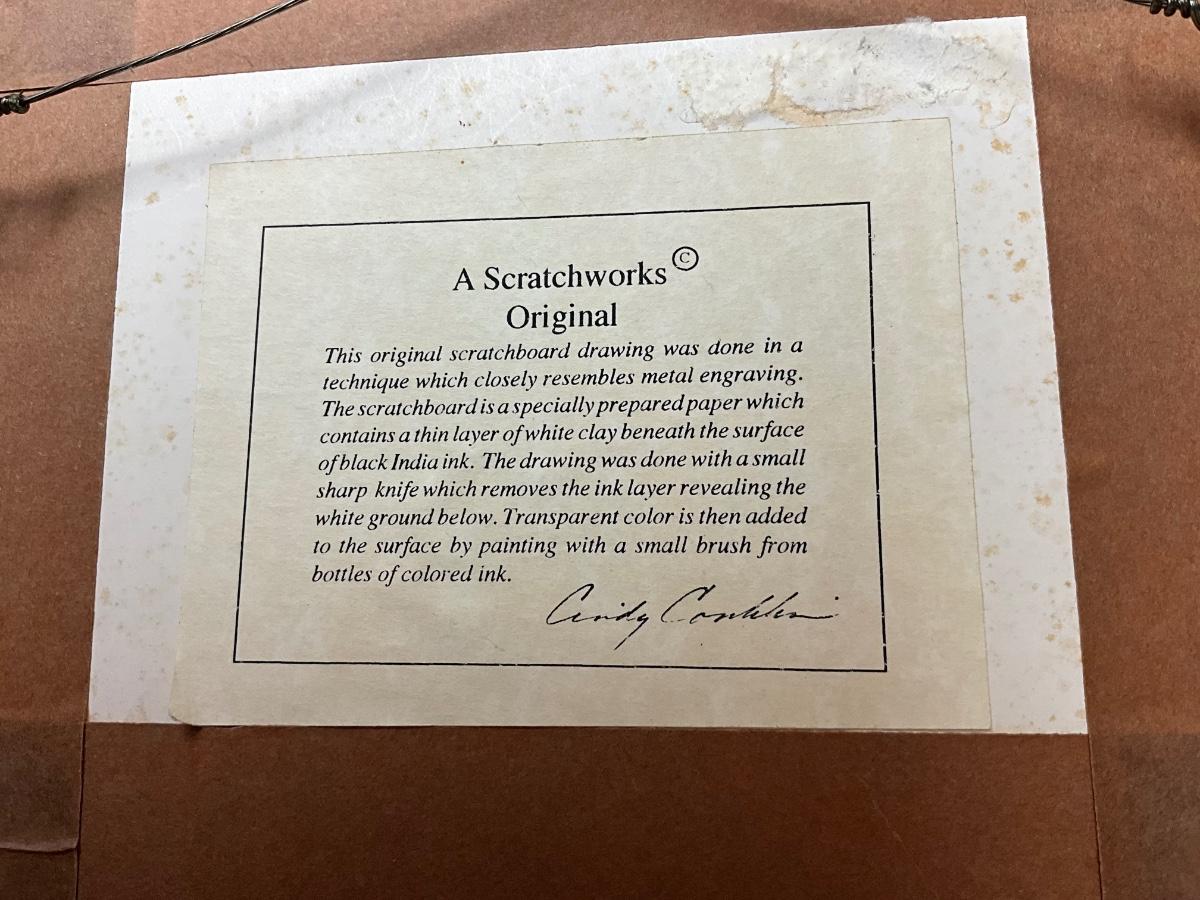 A Scratchworks©
Original
This original scratchboard drawing was done in a
technique which closely resembles metal engraving.
The scratchboard is a specially prepared paper which
contains a thin layer of white clay beneath the surface
of black India ink. The drawing was done with a small
sharp knife which removes the ink layer revealing the
white ground below. Transparent color is then added
to the surface by painting with a small brush from
bottles of colored ink.
Cindy Conklin